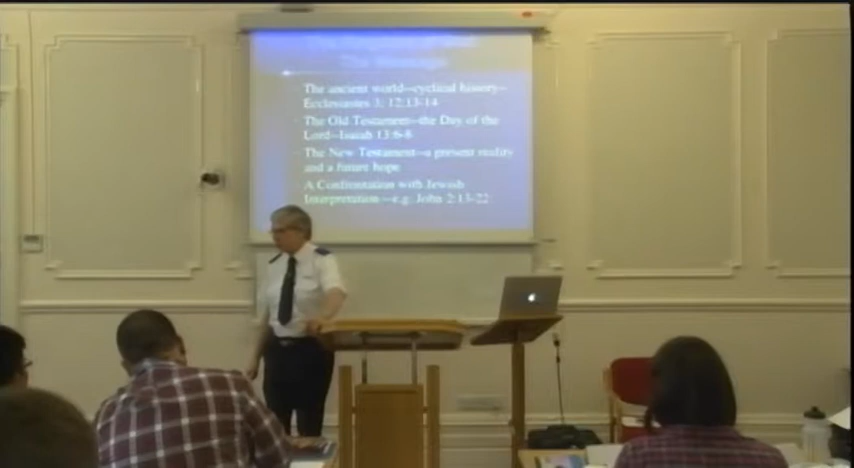 The ancient world--cyclical history--
Ecclesiastes 3; 12:13-14
The Old Testament--the Day of the
Lord--Isaiah 13:6-8
The New Testament--a present reality
and a future hope
A Confrontation with Jewish
Interpretation--e.g. John 2:13-22